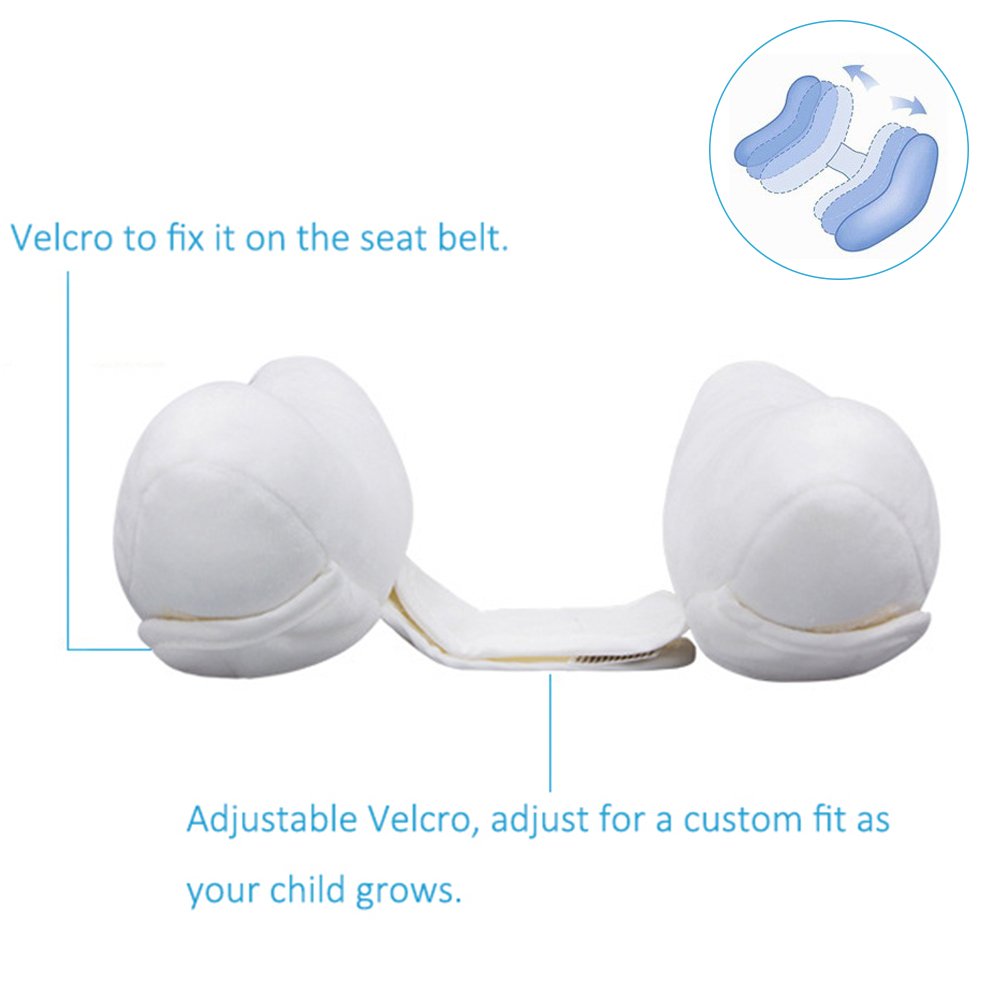 Velcro to fix it on the seat belt.
Adjustable Velcro, adjust for a custom fit as
your child grows.